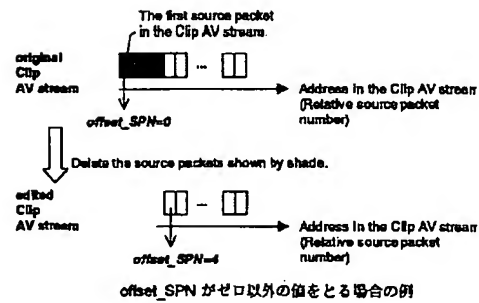 The first source packet
in the Clip AV stream.
original
Clip
AV stream
...
Address in the Clip AV stream
(Relative source packet
number)
offset_SPN=0
Delete the source packets shown by shade.
edited
Clip
AV stream
...
Address in the Clip AV stream
(Relative source packet
number)
offset_SPN=4
offset_SPN がゼロ以外の値をとる場合の例